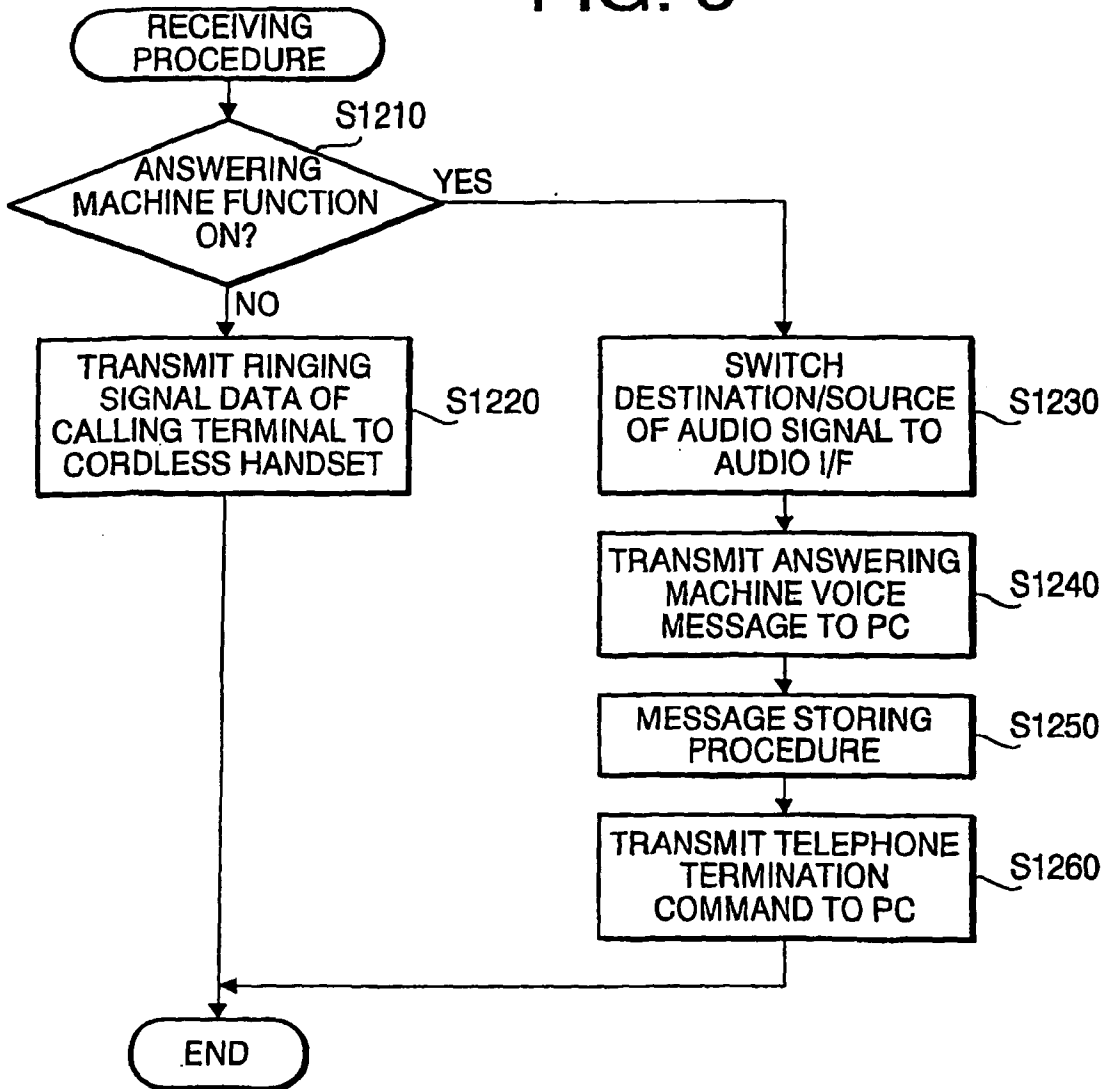 FIG.
RECEIVING
PROCEDURE
S1210
ANSWERING
MACHINE FUNCTION
ON?
YES
NO
TRANSMIT RINGING
SIGNAL DATA OF
CALLING TERMINAL TO
CORDLESS HANDSET
S1220
SWITCH
DESTINATION/SOURCE
OF AUDIO SIGNAL TO
AUDIO I/F
S1230
TRANSMIT ANSWERING
MACHINE VOICE
MESSAGE TO PC
S1240
MESSAGE STORING
PROCEDURE
S1250
TRANSMIT TELEPHONE
TERMINATION
COMMAND TO PC
S1260
END